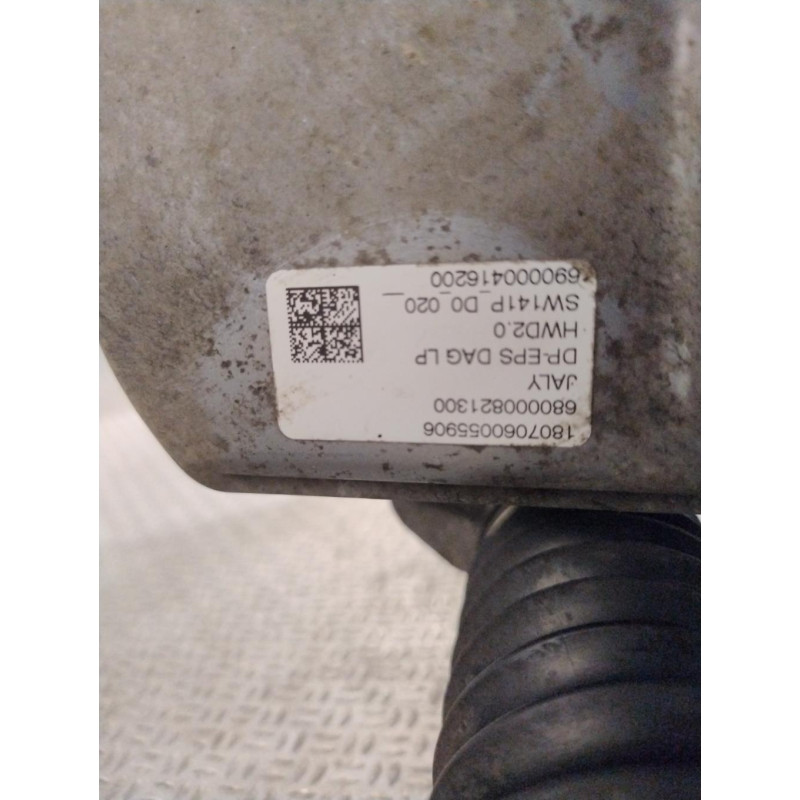 1807060055906
680000821300
JALY
DP-EPS DAG LP
HWD2.0
SW141P_D0_020_
690000416200